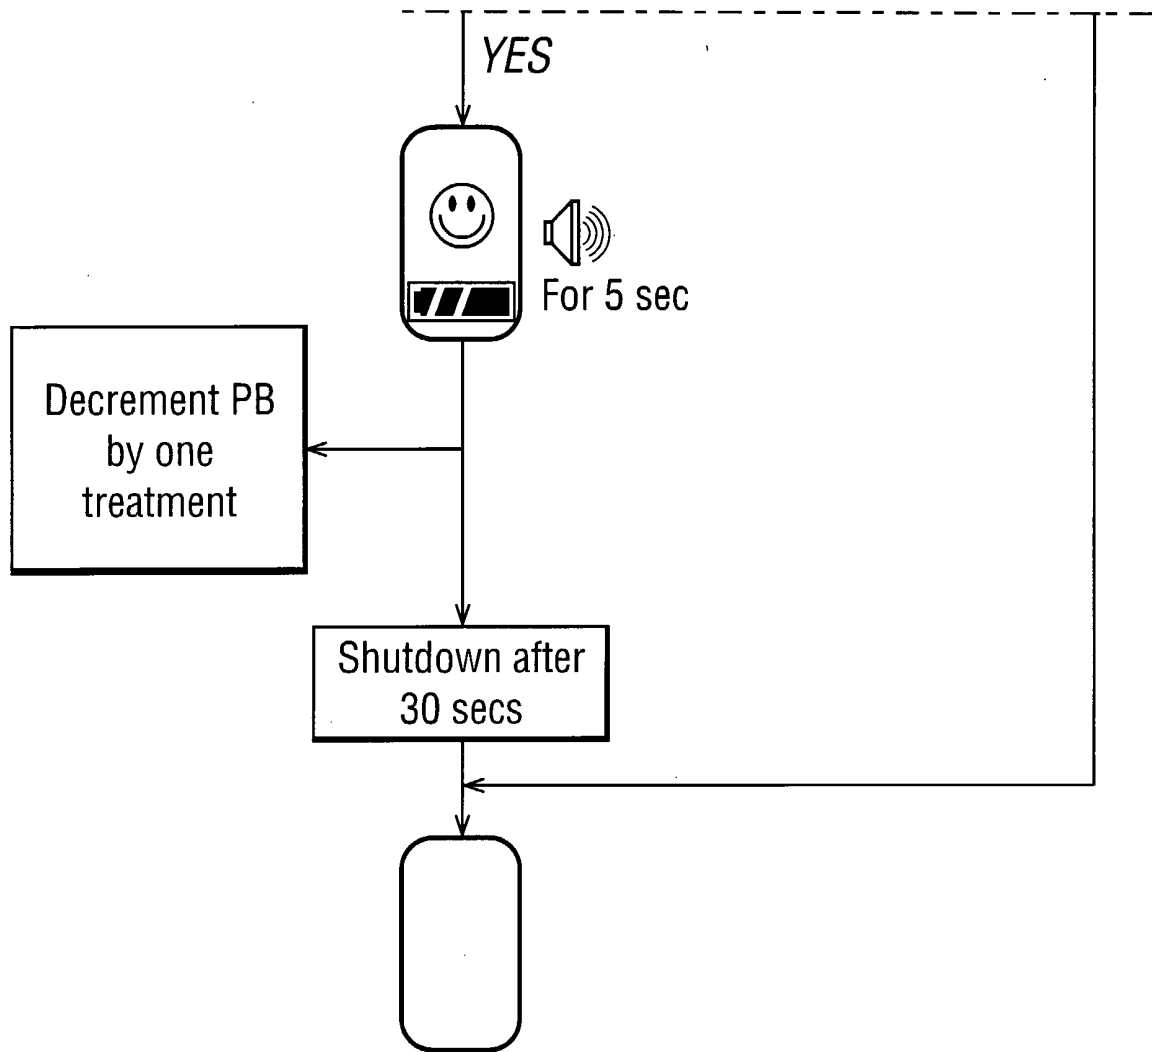 YES
For 5 sec
Decrement PB
by one
treatment
Shutdown after
30 secs